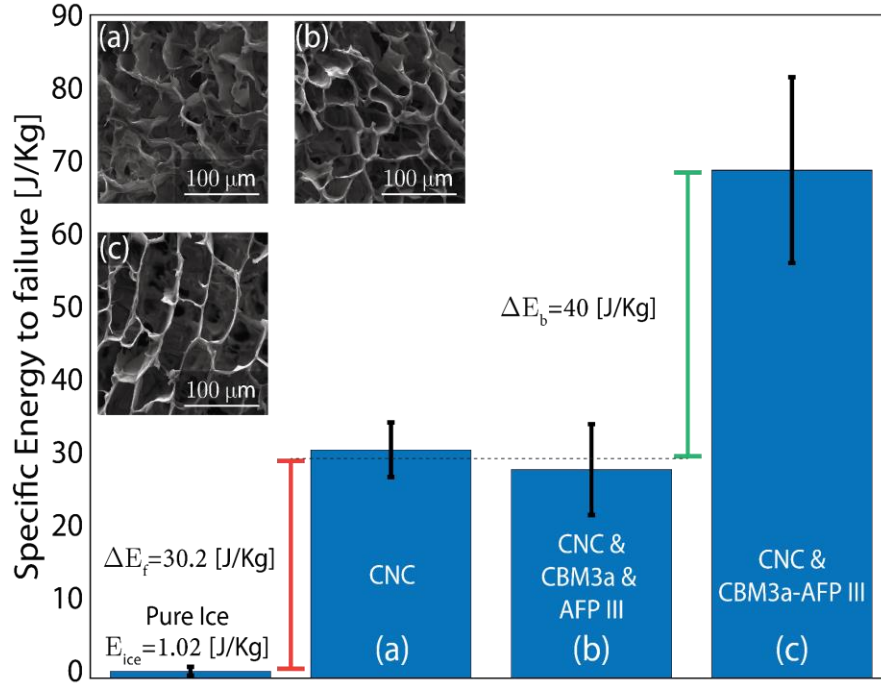 Specific Energy to failure [J/Kg]
90
80
70
60
50
40
30
20
10
0
(a)
100 μm
(b)
100 μm
(c)
100 μm
ΔE_b=40 [J/Kg]
ΔE_f=30.2 [J/Kg]
Pure Ice
E_ice=1.02 [J/Kg]
CNC
(a)
CNC &
CBM3a &
AFP III
(b)
CNC &
CBM3a-AFP III
(c)